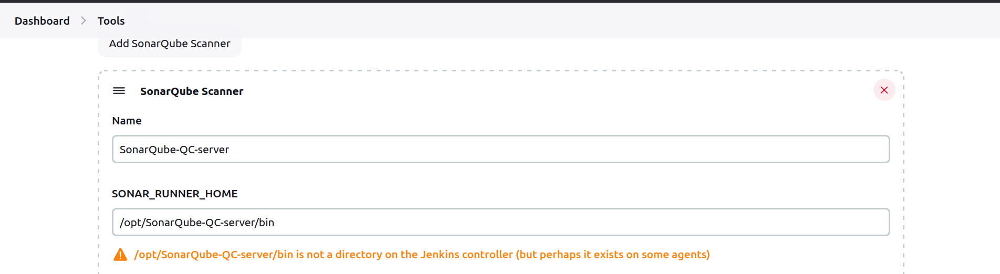 Dashboard > Tools
Add SonarQube Scanner
SonarQube Scanner
Name
SonarQube-QC-server
SONAR_RUNNER_HOME
/opt/SonarQube-QC-server/bin
/opt/SonarQube-QC-server/bin is not a directory on the Jenkins controller (but perhaps it exists on some agents)